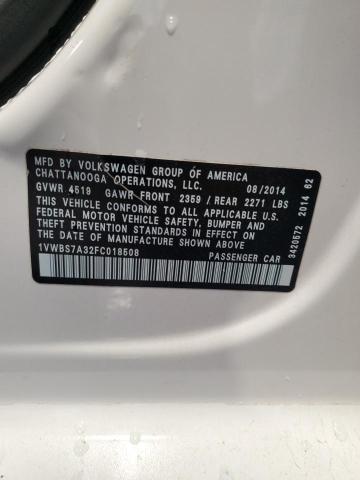 MFD BY VOLKSWAGEN GROUP OF AMERICA
CHATTANOOGA OPERATIONS, LLC. 08/2014
GVWR 4519 GAWR FRONT 2359 / REAR 2271 LBS
THIS VEHICLE CONFORMS TO ALL APPLICABLE
FEDERAL MOTOR VEHICLE SAFETY, BUMPER AND
THEFT PREVENTION STANDARDS IN EFFECT
ON THE DATE OF MANUFACTURE SHOWN ABOVE.
1VWBS7A32FC018508 PASSENGER CAR
3420572 2014 62